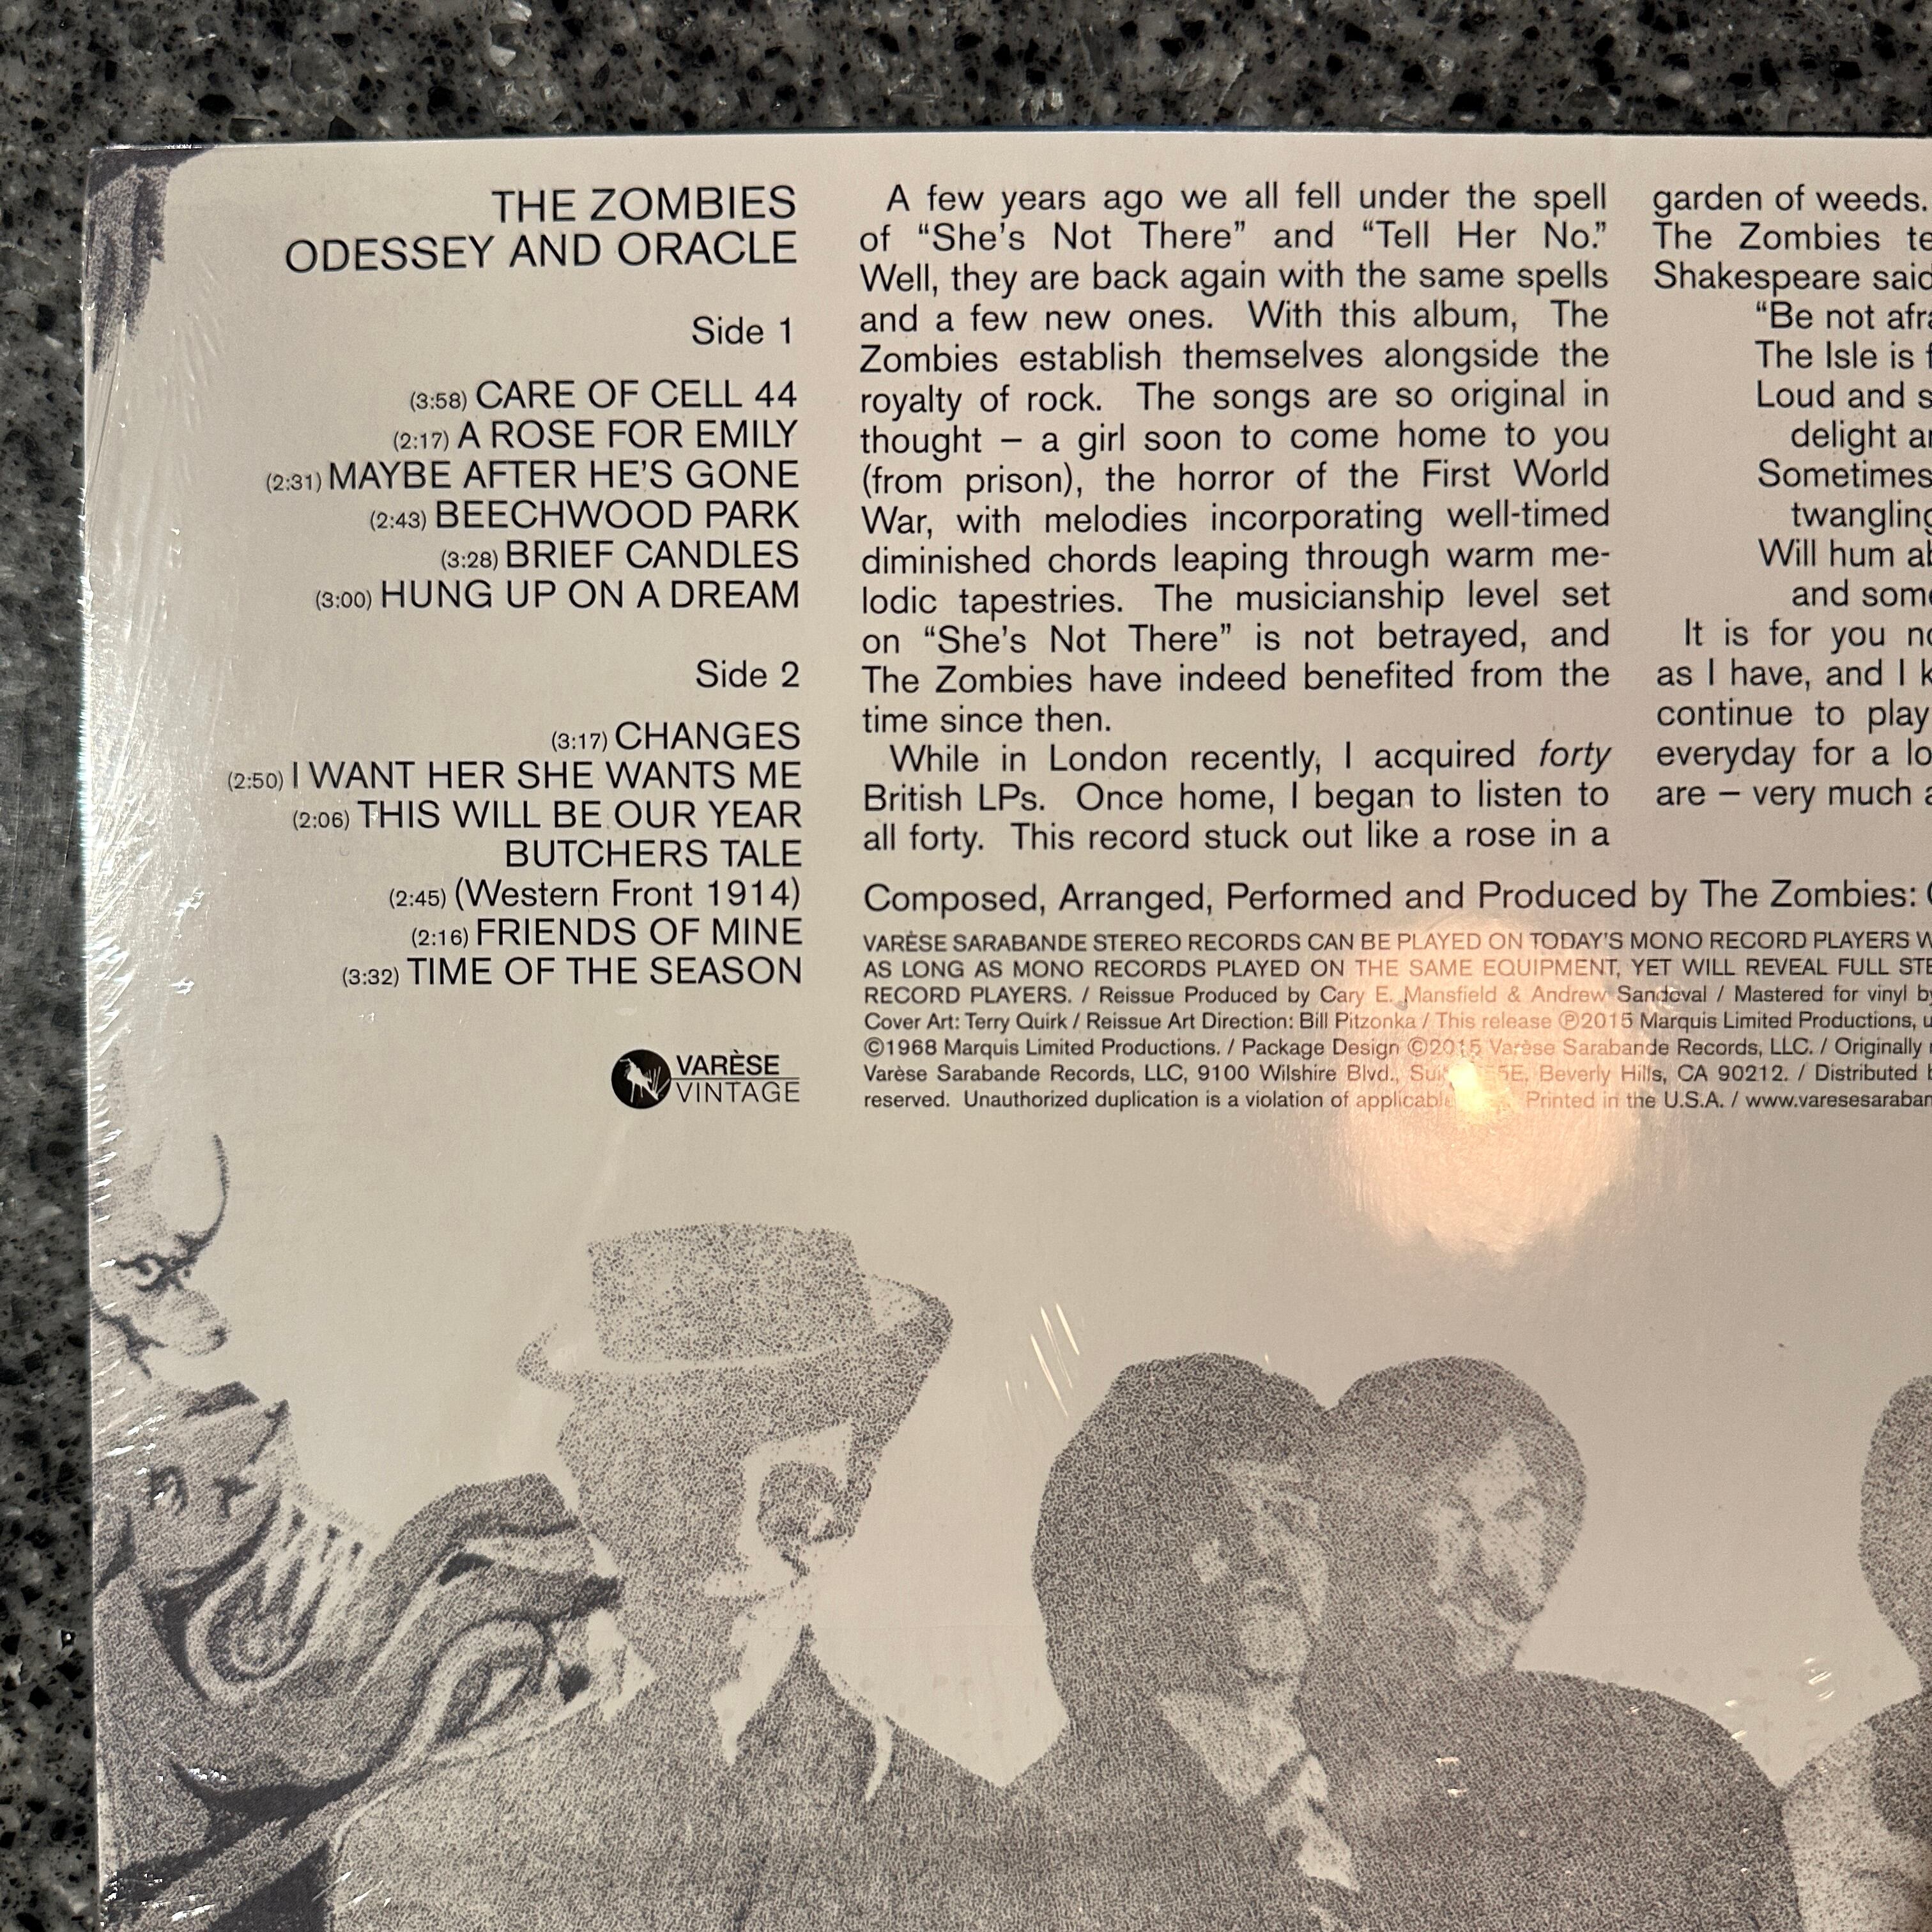 THE ZOMBIES
ODESSEY AND ORACLE
Side 1
(3:58) CARE OF CELL 44
(2:17) A ROSE FOR EMILY
(2:31) MAYBE AFTER HE'S GONE
(2:43) BEECHWOOD PARK
(3:28) BRIEF CANDLES
(3:00) HUNG UP ON A DREAM
Side 2
(3:17) CHANGES
(2:50) I WANT HER SHE WANTS ME
(2:06) THIS WILL BE OUR YEAR
BUTCHERS TALE
(2:45) (Western Front 1914)
(2:16) FRIENDS OF MINE
(3:32) TIME OF THE SEASON
VARÈSE
VINTAGE
A few years ago we all fell under the spell
of “She's Not There” and “Tell Her No.”
Well, they are back again with the same spells
and a few new ones. With this album, The
Zombies establish themselves alongside the
royalty of rock. The songs are so original in
thought – a girl soon to come home to you
(from prison), the horror of the First World
War, with melodies incorporating well-timed
diminished chords leaping through warm me-
lodic tapestries. The musicianship level set
on “She's Not There” is not betrayed, and
The Zombies have indeed benefited from the
time since then.
While in London recently, I acquired forty
British LPs. Once home, I began to listen to
all forty. This record stuck out like a rose in a
garden of weeds.
The Zombies
Shakespeare said
“Be not
The Isle is
Loud and
delight
Sometimes
twangling
Will hum
and
It is for you
as I have, and I
continue to play
everyday for a
are – very much
Composed, Arranged, Performed and Produced by The Zombies:
VARÈSE SARABANDE STEREO RECORDS CAN BE PLAYED ON TODAY'S MONO RECORD PLAYERS
AS LONG AS MONO RECORDS PLAYED ON THE SAME EQUIPMENT, YET WILL REVEAL FULL
RECORD PLAYERS. / Reissue Produced by Cary E. Mansfield & Andrew Sandoval / Mastered for vinyl
Cover Art: Terry Quirk / Reissue Art Direction: Bill Pitzonka / This release ℗2015 Marquis Limited Productions,
©1968 Marquis Limited Productions. / Package Design ©2015 Varèse Sarabande Records, LLC. / Originally
Varèse Sarabande Records, LLC, 9100 Wilshire Blvd., Beverly Hills, CA 90212. / Distributed
reserved. Unauthorized duplication is a violation of applicable Printed in the U.S.A. /